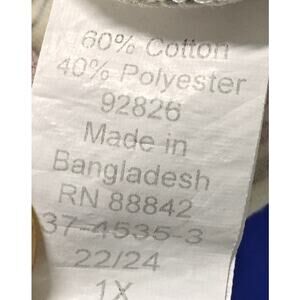 60% Cotton
40% Polyester
92826
Made in
Bangladesh
RN 88842
37-4535-3
22/24
1X